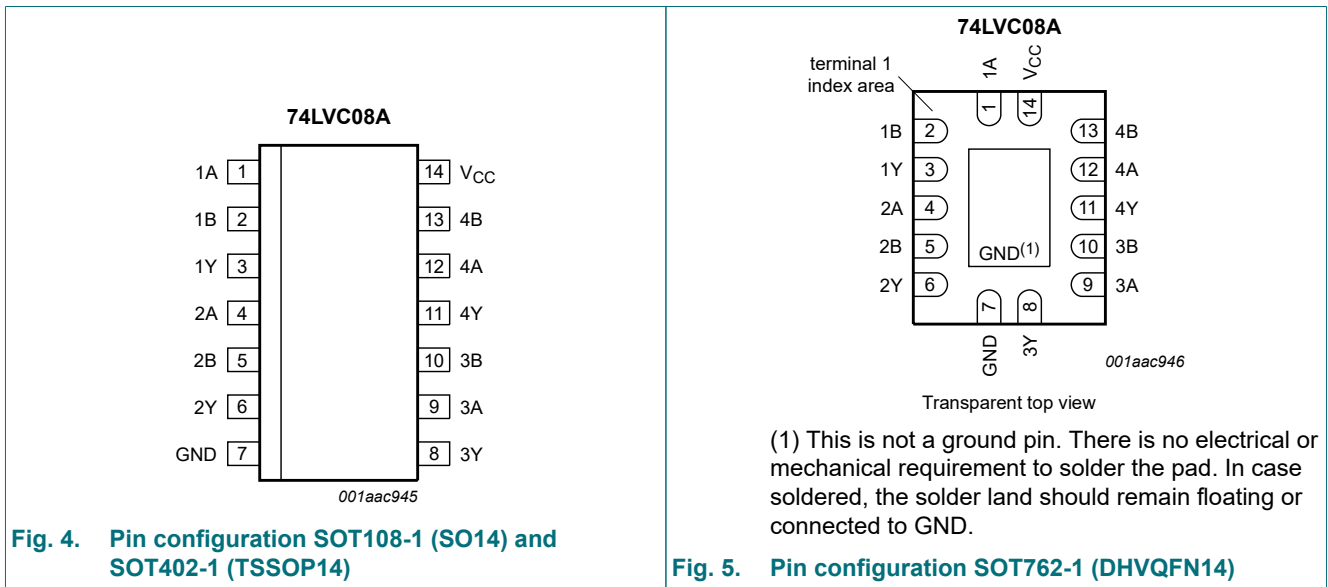 74LVC08A
1A 1
1B 2
1Y 3
2A 4
2B 5
2Y 6
GND 7
14 VCC
13 4B
12 4A
11 4Y
10 3B
9 3A
8 3Y
001aac945
Fig. 4. Pin configuration SOT108-1 (SO14) and
SOT402-1 (TSSOP14)
74LVC08A
terminal 1
index area
1A
VCC
1
14
1B 2
1Y 3
2A 4
2B 5
2Y 6
13 4B
12 4A
11 4Y
10 3B
9 3A
GND(1)
7
8
GND
3Y
001aac946
Transparent top view
(1) This is not a ground pin. There is no electrical or
mechanical requirement to solder the pad. In case
soldered, the solder land should remain floating or
connected to GND.
Fig. 5. Pin configuration SOT762-1 (DHVQFN14)